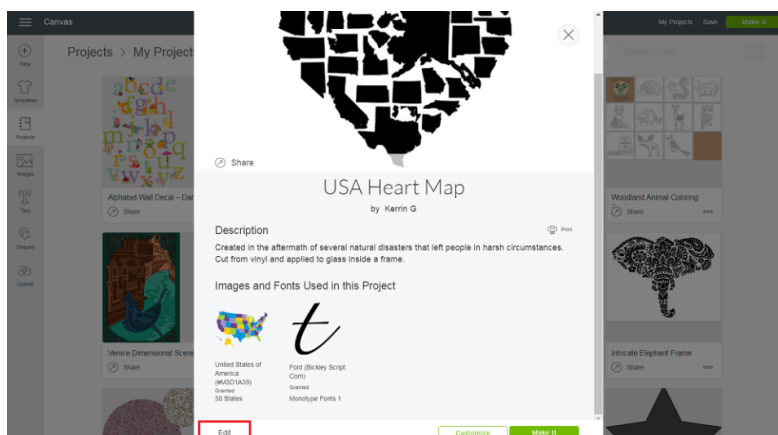 Canvas
My Projects
Save
Make It
New
Templates
Projects
Images
Text
Shapes
Upload
Projects > My Project
Search Projects
abcde
fgh
Alphabet Wall Decal – Dar
Share
Venice Dimensional Scene
Share
Share
USA Heart Map
by Kerrin G
Description
Print
Created in the aftermath of several natural disasters that left people in harsh circumstances.
Cut from vinyl and applied to glass inside a frame.
Images and Fonts Used in this Project
t
United States of
America
(#M3D1A39)
Granted
50 States
Font (Bickley Script
Com)
Granted
Monotype Fonts 1
Edit
Customize
Make It
Woodland Animal Coloring
Share
Intricate Elephant Frame
Share